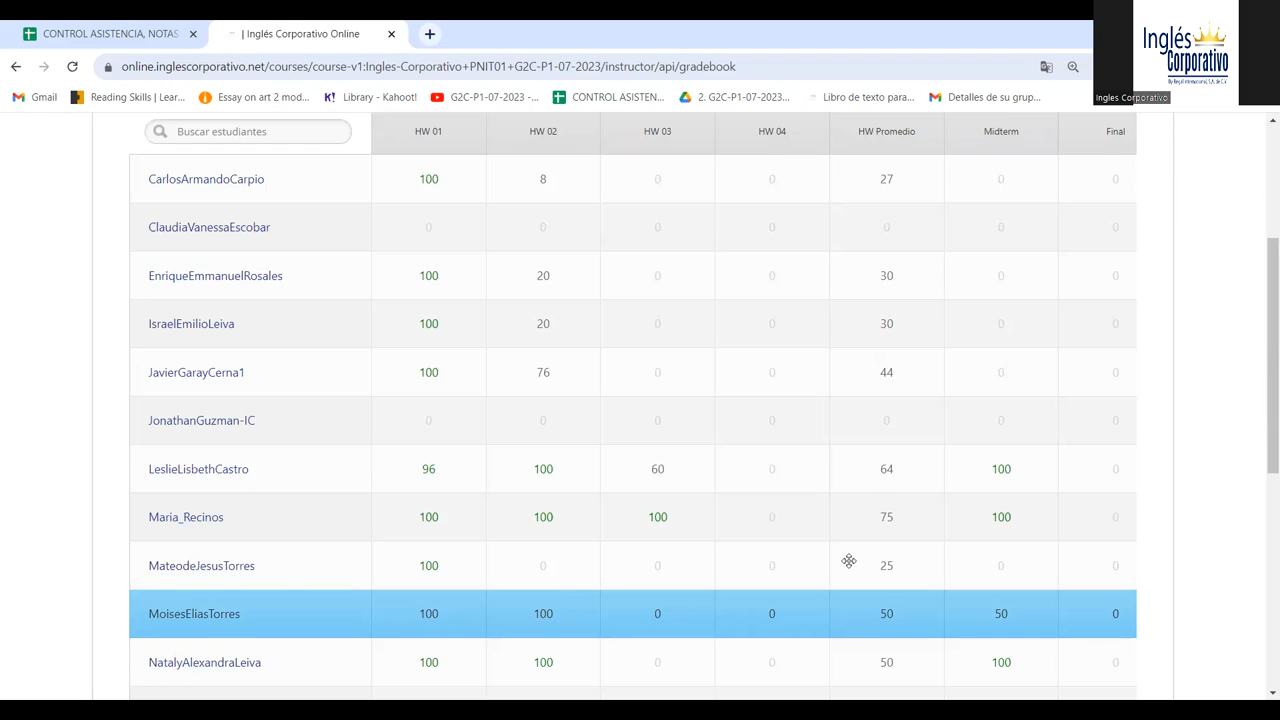 CONTROL ASISTENCIA, NOTAS
| Inglés Corporativo Online
online.inglescorporativo.net/courses/course-v1:Ingles-Corporativo+PNITI1+G2C-P1-07-2023/instructor/api/gradebook
Gmail
Reading Skills | Lear...
Essay on art 2 mod...
Library - Kahoot!
G2C-P1-07-2023 -...
CONTROL ASISTEN...
2. G2C-P1-07-2023...
Libro de texto para...
Detalles de su grup...
Inglés
Corporativo
Ingles Corporativo
Buscar estudiantes HW 01 HW 02 HW 03 HW 04 HW Promedio Midterm Final
CarlosArmandoCarpio 100 8 0 0 27 0 0
ClaudiaVanessaEscobar 0 0 0 0 0 0 0
EnriqueEmmanuelRosales 100 20 0 0 30 0 0
IsraelEmilioLeiva 100 20 0 0 30 0 0
JavierGarayCerna1 100 76 0 0 44 0 0
JonathanGuzman-IC 0 0 0 0 0 0 0
LeslieLisbethCastro 96 100 60 0 64 100 0
Maria_Recinos 100 100 100 0 75 100 0
MateodeJesusTorres 100 0 0 0 25 0 0
MoisesEliasTorres 100 100 0 0 50 50 0
NatalyAlexandraLeiva 100 100 0 0 50 100 0